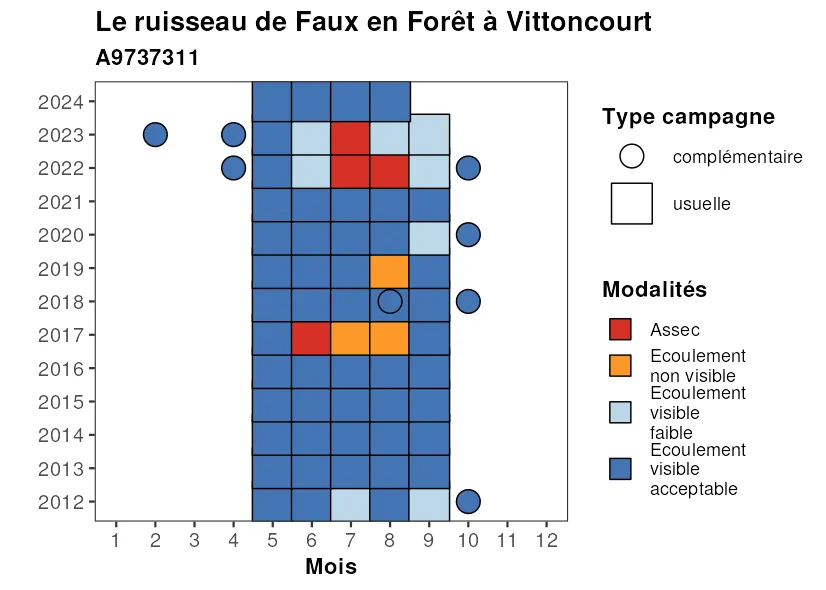 Le ruisseau de Faux en Forêt à Vittoncourt
A9737311
2024
2023
2022
2021
2020
2019
2018
2017
2016
2015
2014
2013
2012
1 2 3 4 5 6 7 8 9 10 11 12
Mois
Type campagne
complémentaire
usuelle
Modalités
Assec
Ecoulement
non visible
Ecoulement
visible
faible
Ecoulement
visible
acceptable